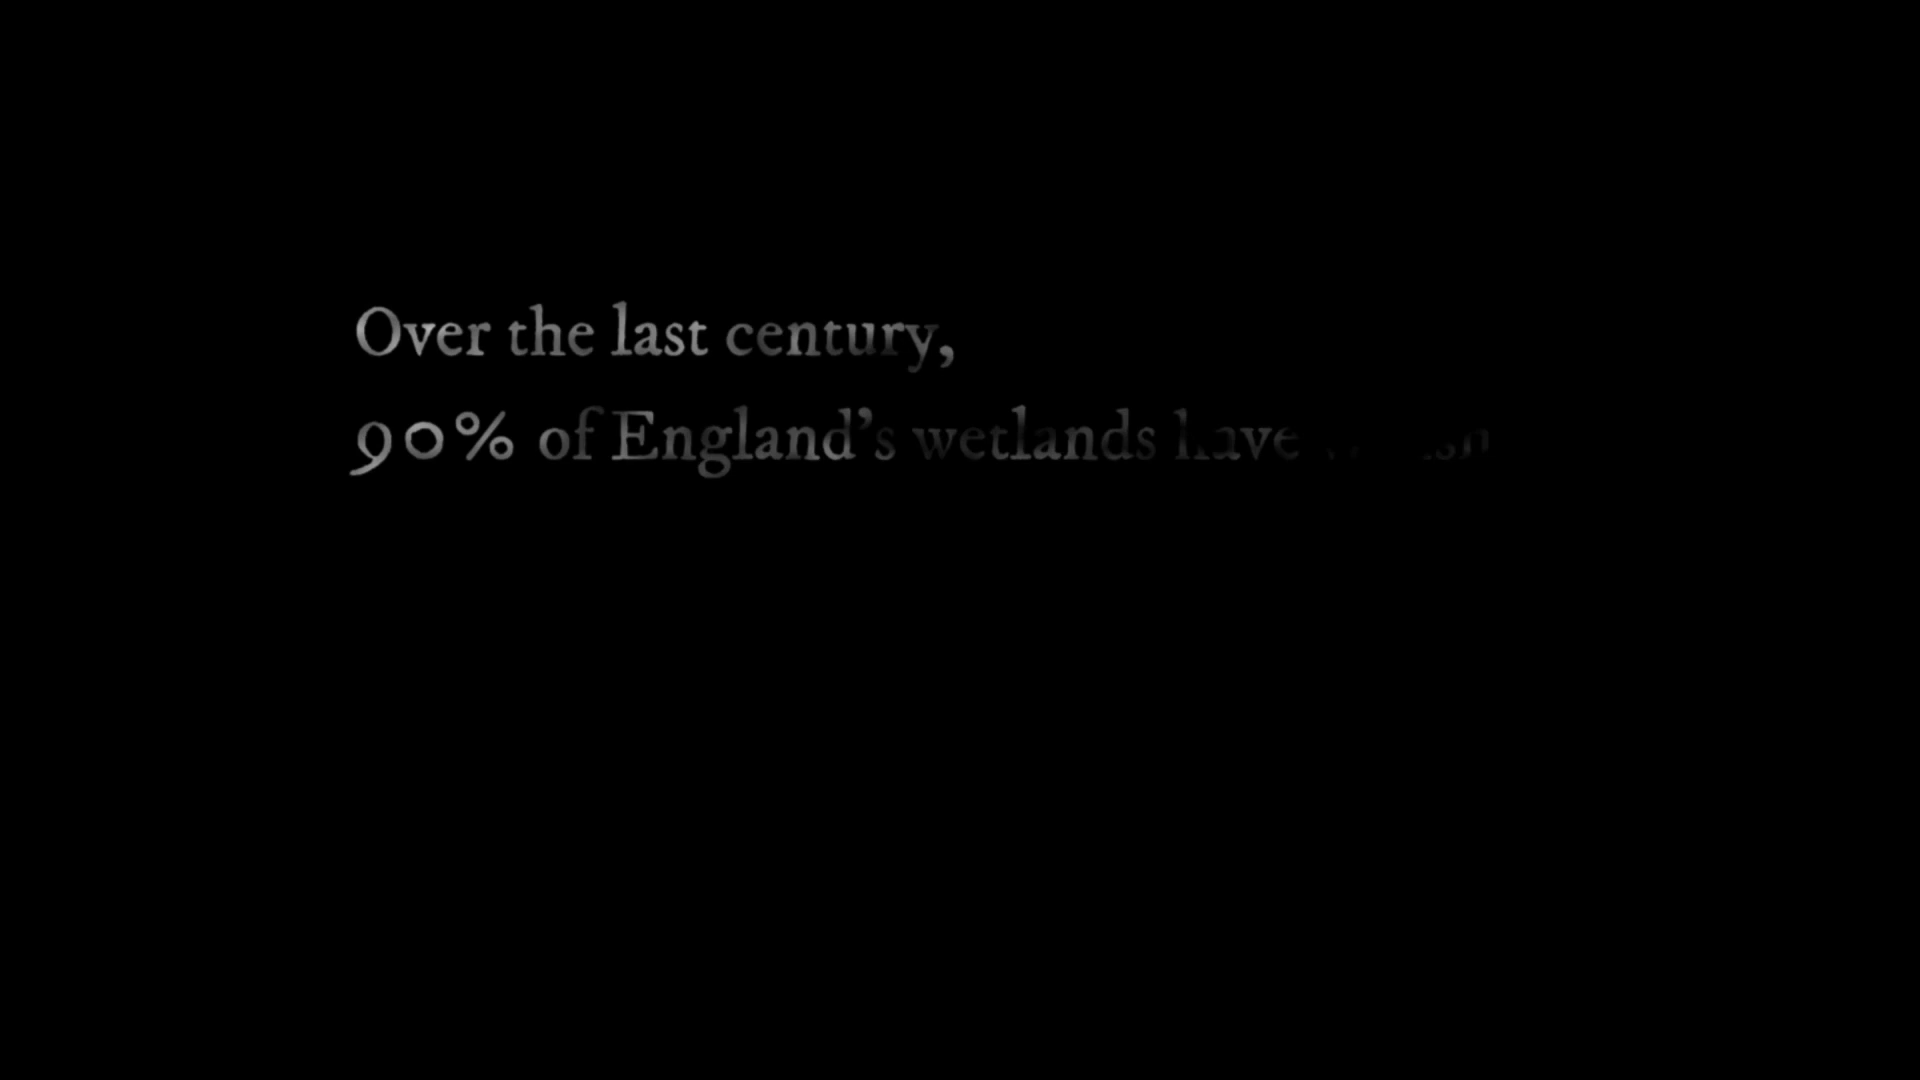 Over the last century,
90% of England’s wetlands have